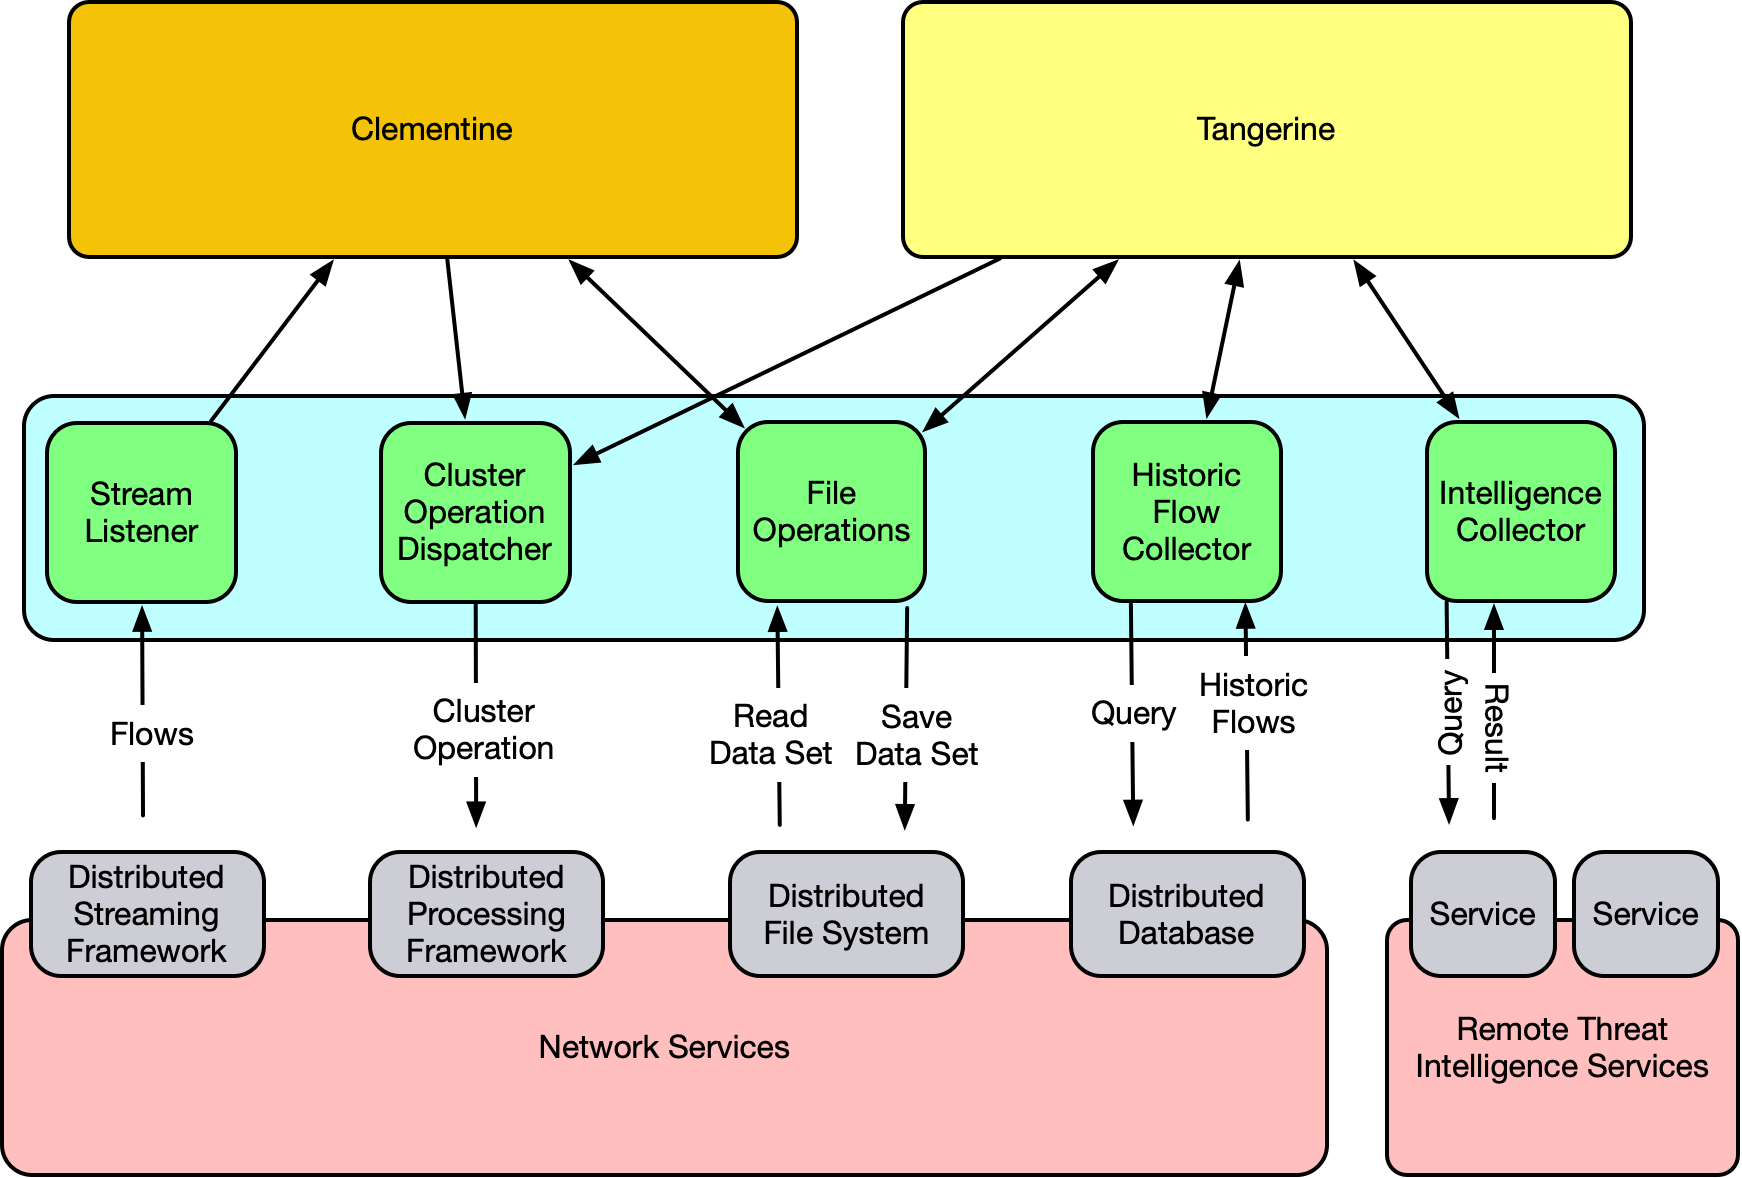 Clementine
Tangerine
Stream
Listener
Cluster
Operation
Dispatcher
File
Operations
Historic
Flow
Collector
Intelligence
Collector
Flows
Cluster
Operation
Read
Data Set
Save
Data Set
Query
Historic
Flows
Query
Result
Distributed
Streaming
Framework
Distributed
Processing
Framework
Distributed
File System
Distributed
Database
Service
Service
Network Services
Remote Threat
Intelligence Services